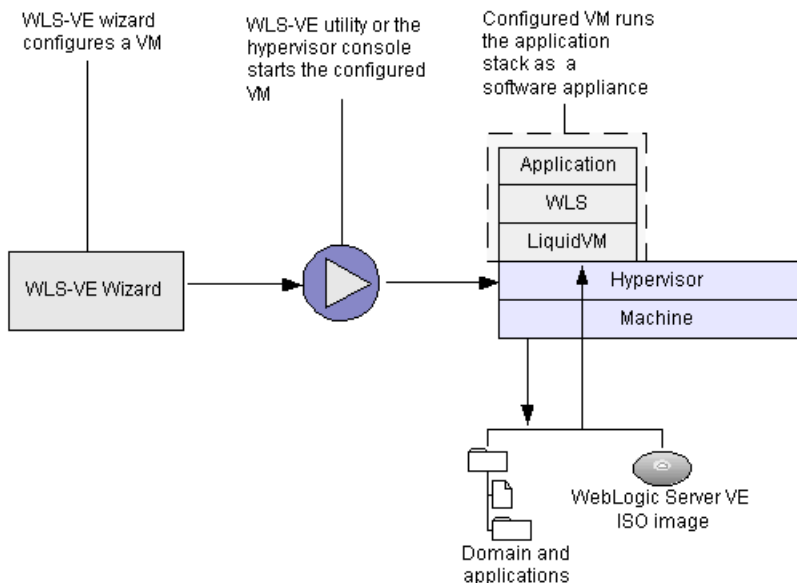 WLS-VE wizard
configures a VM
WLS-VE utility or the
hypervisor console
starts the configured
VM
Configured VM runs
the application
stack as a
software appliance
Application
WLS
LiquidVM
WLS-VE Wizard
Hypervisor
Machine
WebLogic Server VE
ISO image
Domain and
applications